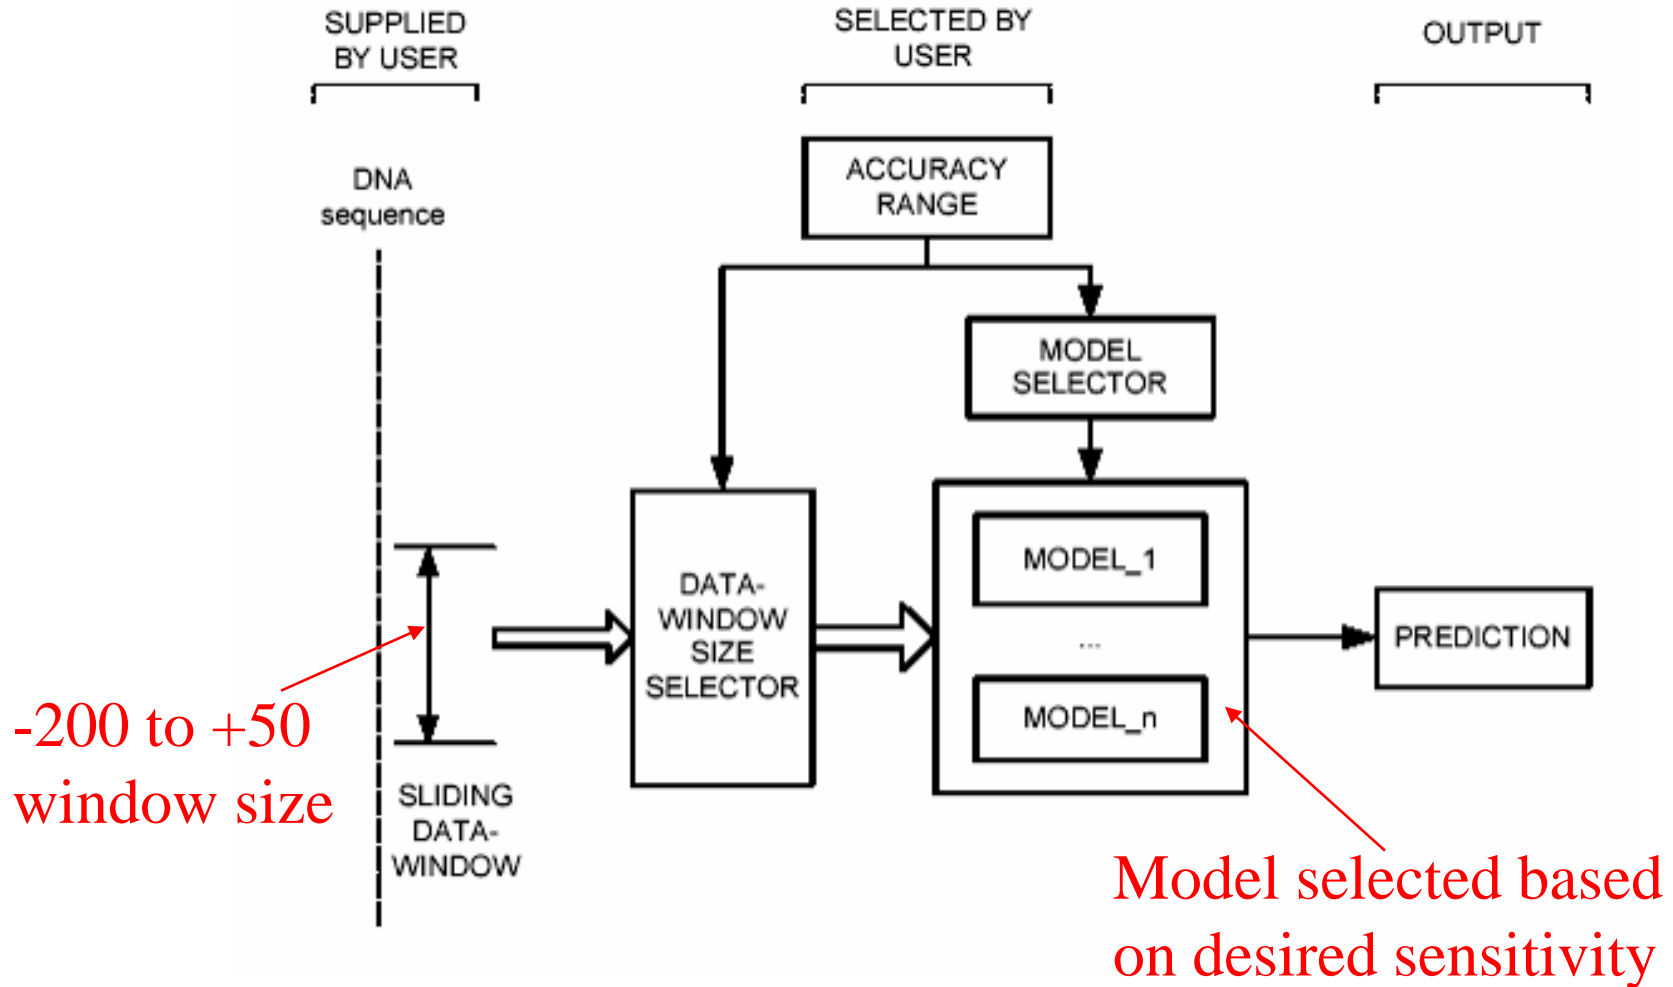 SUPPLIED
BY USER
SELECTED BY
USER
OUTPUT
DNA
sequence
ACCURACY
RANGE
MODEL
SELECTOR
DATA-
WINDOW
SIZE
SELECTOR
MODEL_1
...
MODEL_n
PREDICTION
-200 to +50
window size
SLIDING
DATA-
WINDOW
Model selected based
on desired sensitivity